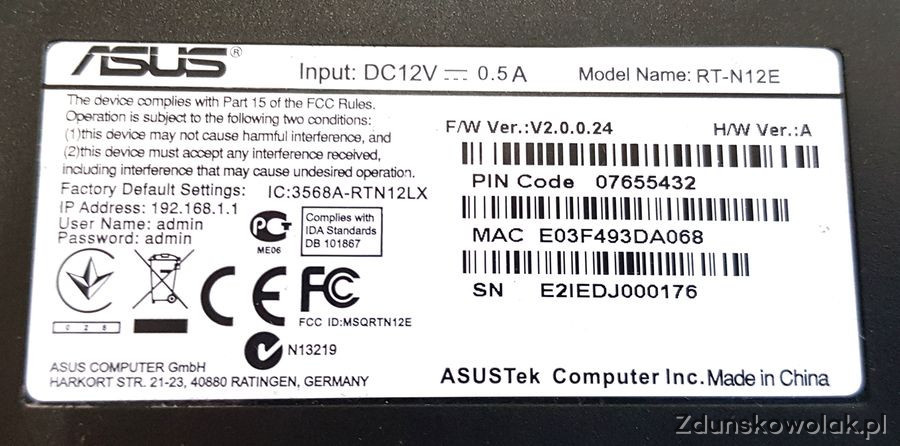 ASUS®
Input: DC12V 0.5A
Model Name: RT-N12E
The device complies with Part 15 of the FCC Rules.
Operation is subject to the following two conditions:
(1)this device may not cause harmful interference, and
(2)this device must accept any interference received,
including interference that may cause undesired operation.
Factory Default Settings:
IC:3568A-RTN12LX
IP Address: 192.168.1.1
User Name: admin
Password: admin
ME06
Complies with
IDA Standards
DB 101867
028
CE
FC
FCC ID:MSQRTN12E
N13219
ASUS COMPUTER GmbH
HARKORT STR. 21-23, 40880 RATINGEN, GERMANY
F/W Ver.:V2.0.0.24
H/W Ver.:A
PIN Code 07655432
MAC E03F493DA068
SN E2IEDJ000176
ASUSTek Computer Inc. Made in China
Zdunskowolak.pl